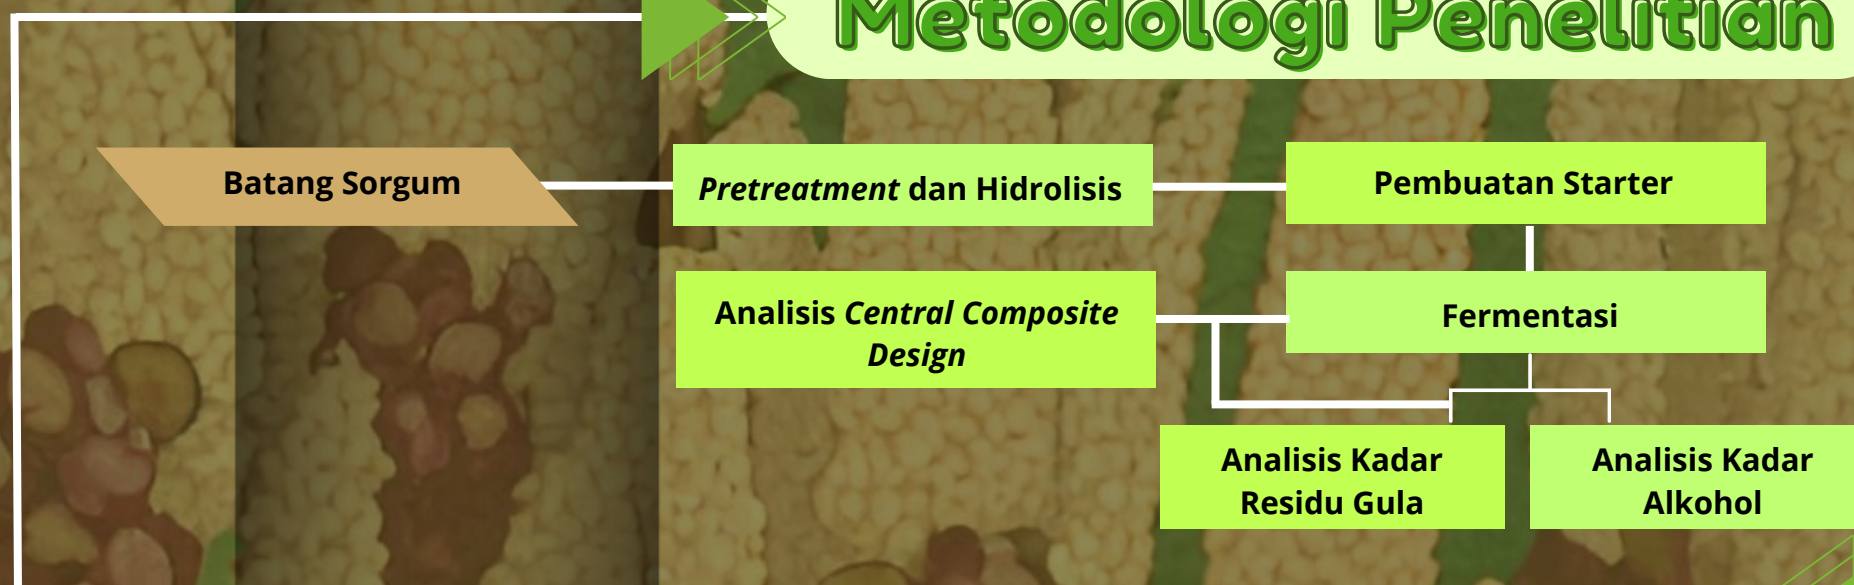 Metodologi Penelitian
Batang Sorgum
Pretreatment dan Hidrolisis
Pembuatan Starter
Analisis Central Composite
Design
Fermentasi
Analisis Kadar
Residu Gula
Analisis Kadar
Alkohol